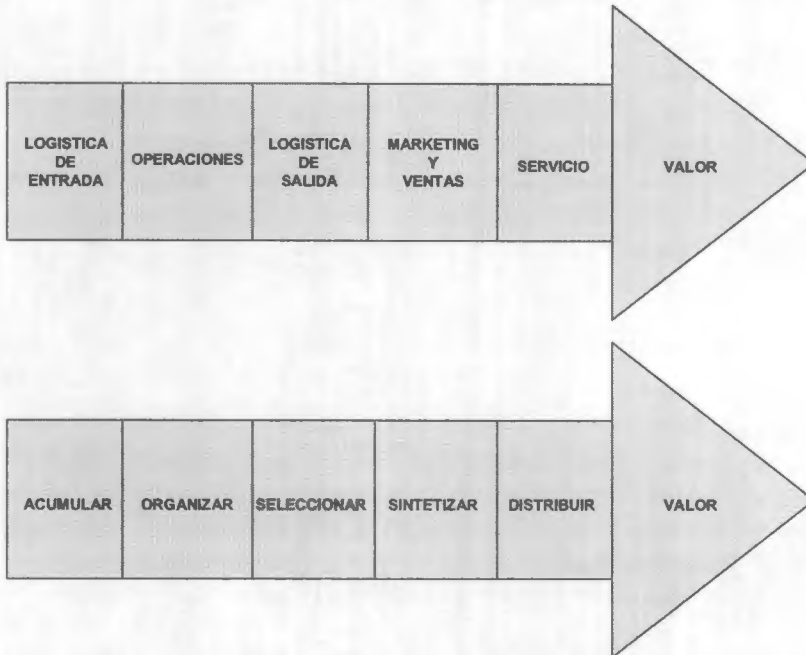 LOGISTICA
DE
ENTRADA
OPERACIONES
LOGISTICA
DE
SALIDA
MARKETING
Y
VENTAS
SERVICIO
VALOR
ACUMULAR
ORGANIZAR
SELECCIONAR
SINTETIZAR
DISTRIBUIR
VALOR